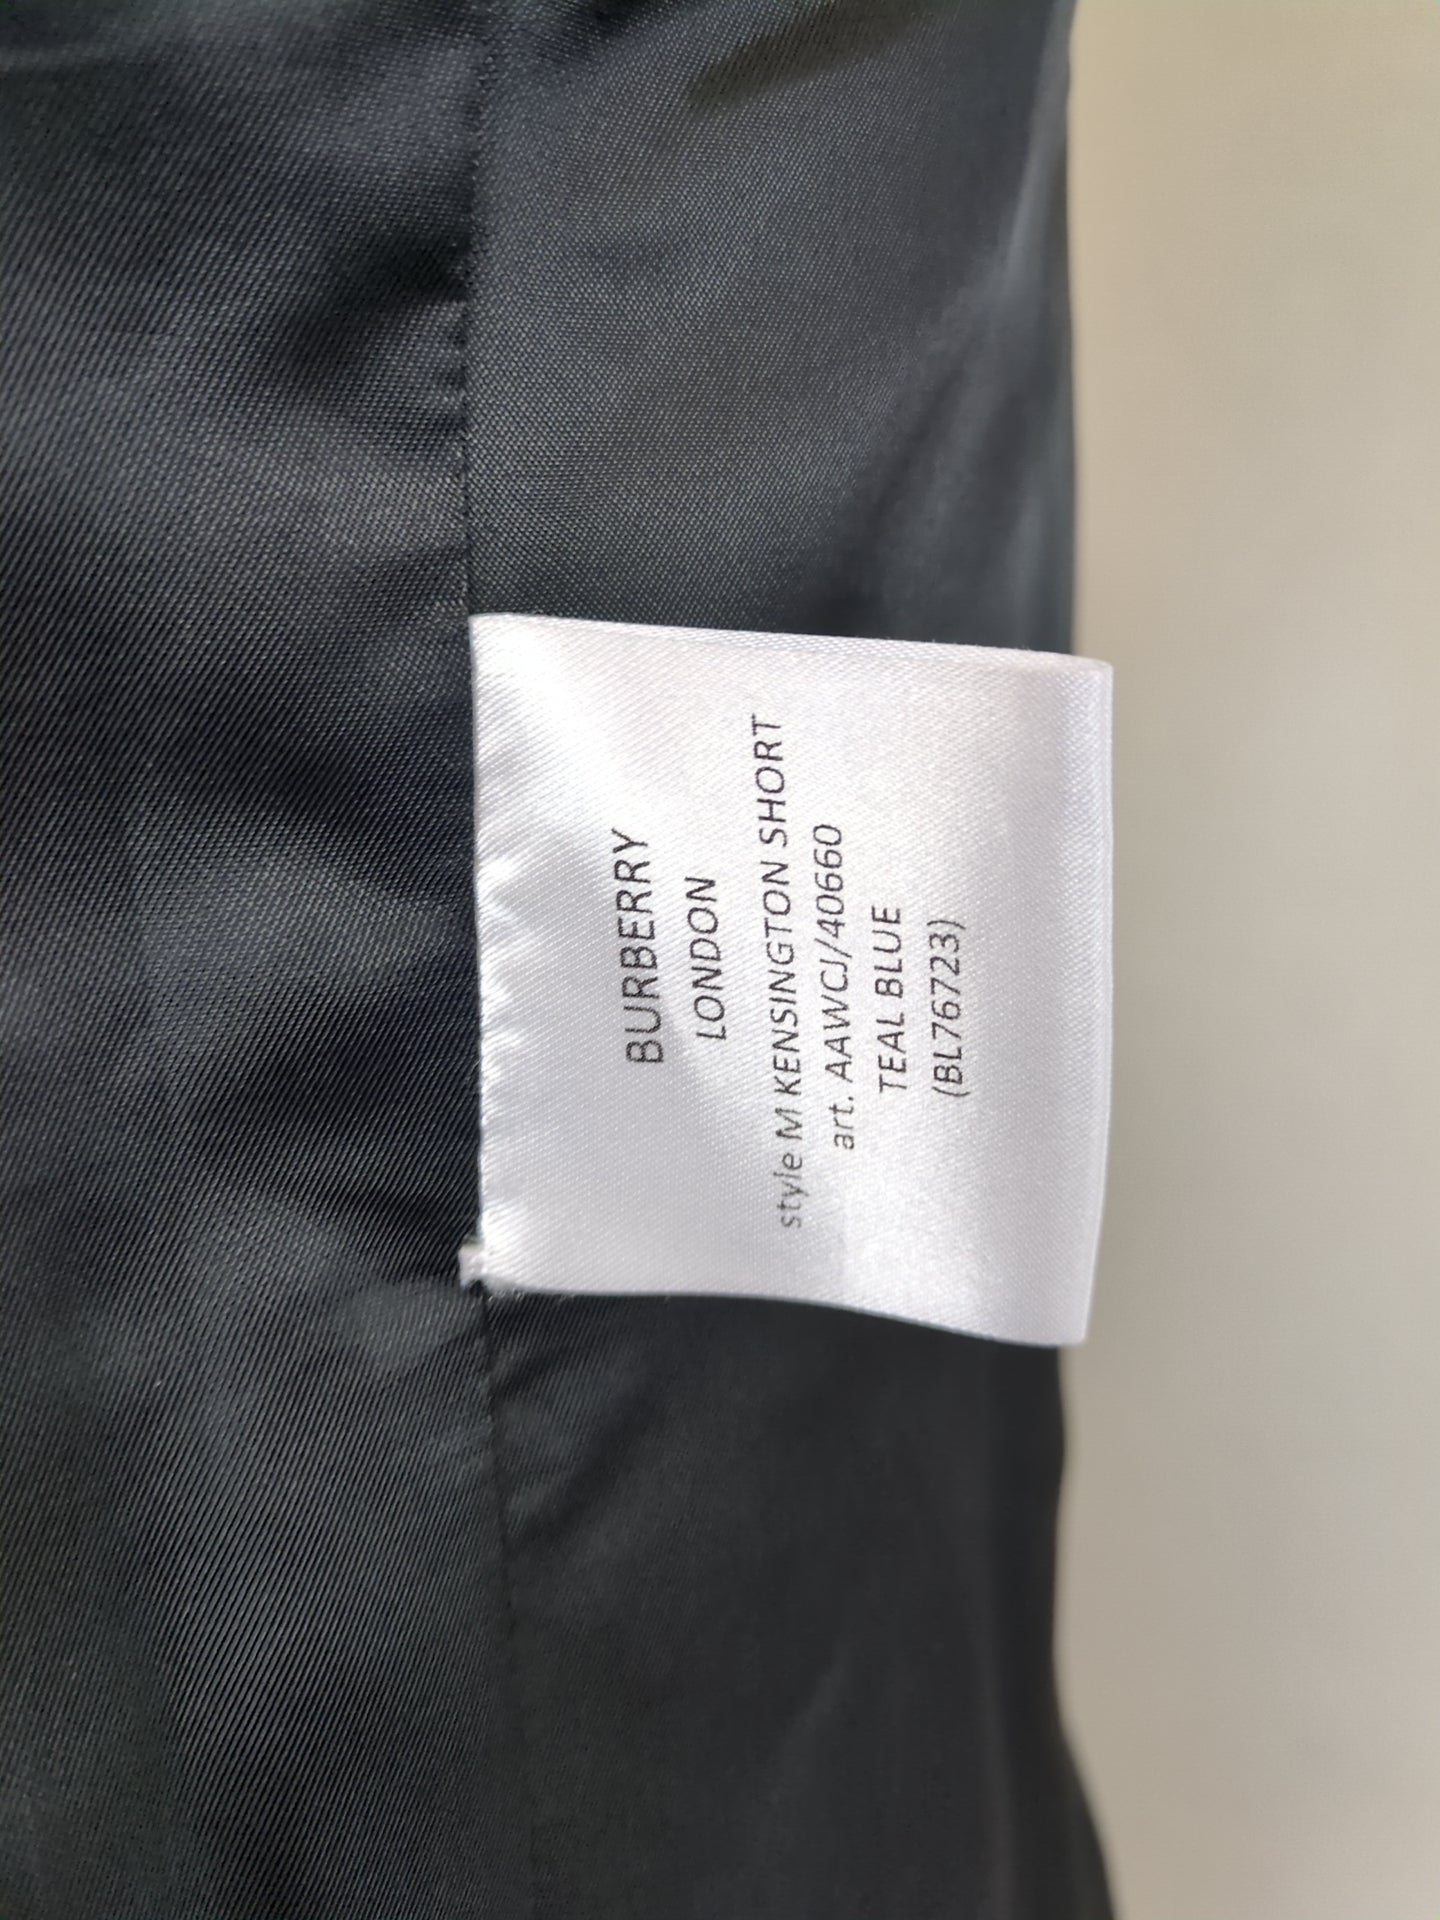 BURBERRY
LONDON
style M KENSINGTON SHORT
art. AAWCJ/40660
TEAL BLUE
(BL76723)